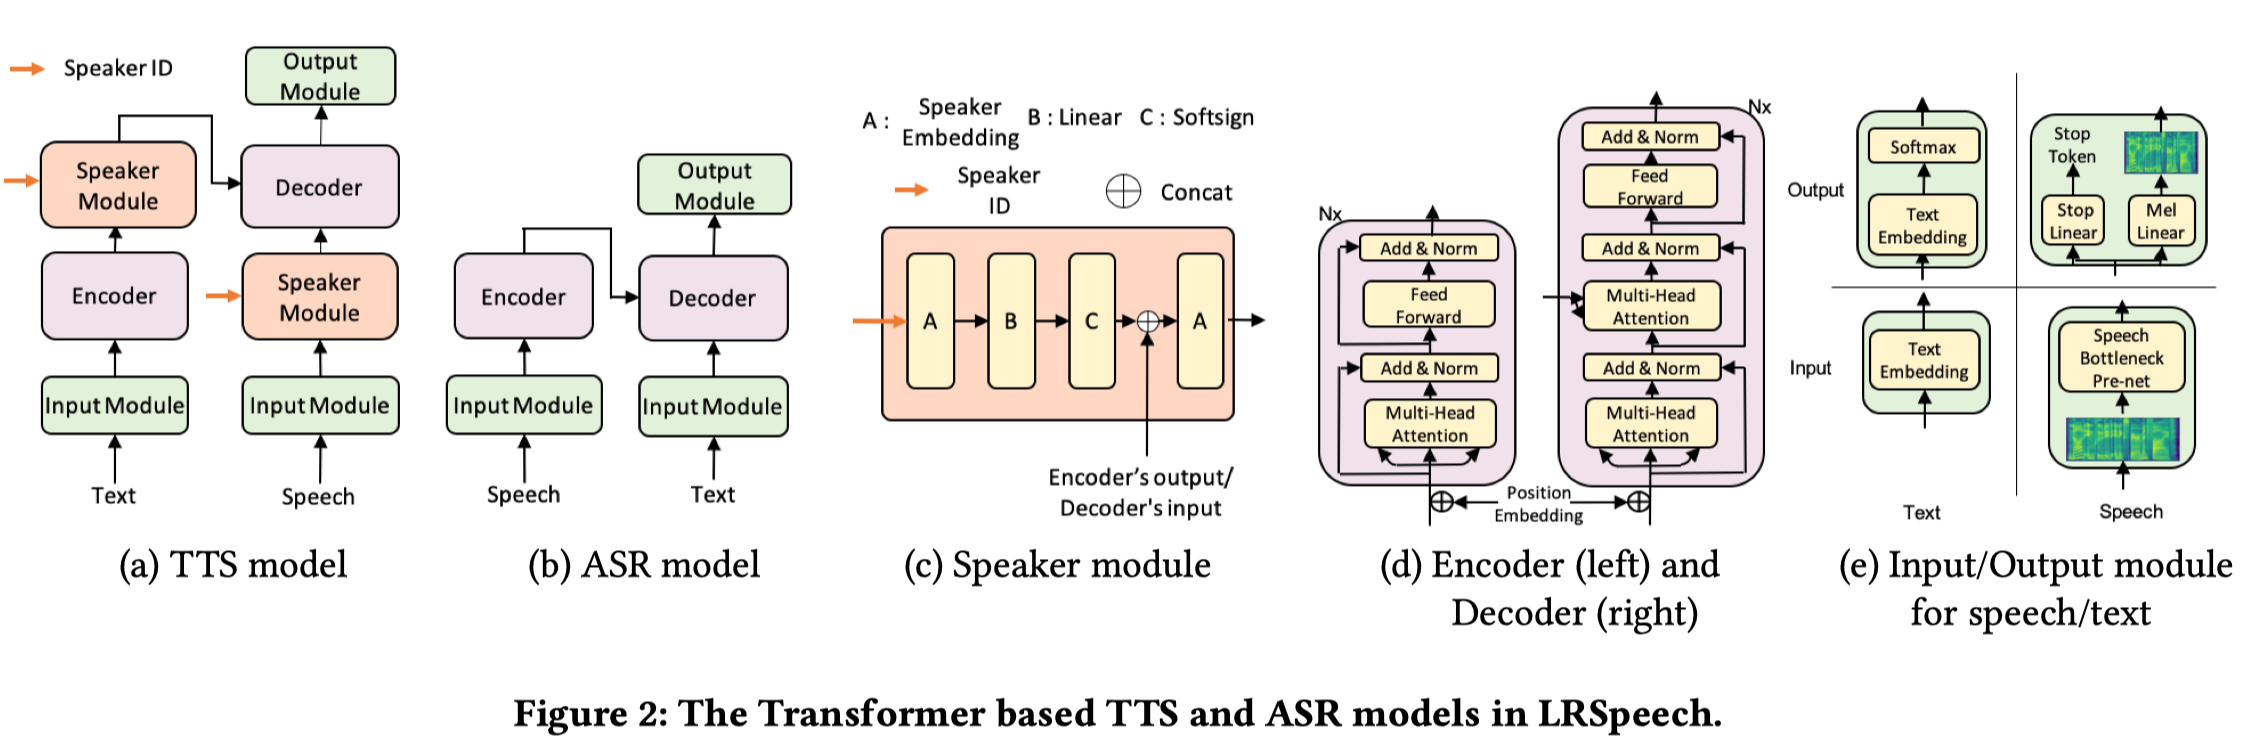 Speaker ID
Output
Module
Speaker
Module
Decoder
Encoder
Speaker
Module
Input Module
Input Module
Text
Speech
(a) TTS model
Output
Module
Encoder
Decoder
Input Module
Input Module
Speech
Text
(b) ASR model
A :
Speaker
Embedding
B : Linear
C : Softsign
Speaker
ID
Concat
A
B
C
A
Encoder's output/
Decoder's input
(c) Speaker module
Nx
Add & Norm
Feed
Forward
Add & Norm
Multi-Head
Attention
Position
Embedding
Nx
Add & Norm
Feed
Forward
Add & Norm
Multi-Head
Attention
Add & Norm
Multi-Head
Attention
(d) Encoder (left) and
Decoder (right)
Output
Softmax
Text
Embedding
Stop
Token
Stop
Linear
Mel
Linear
Input
Text
Embedding
Speech
Bottleneck
Pre-net
Text
Speech
(e) Input/Output module
for speech/text
Figure 2: The Transformer based TTS and ASR models in LRSpeech.